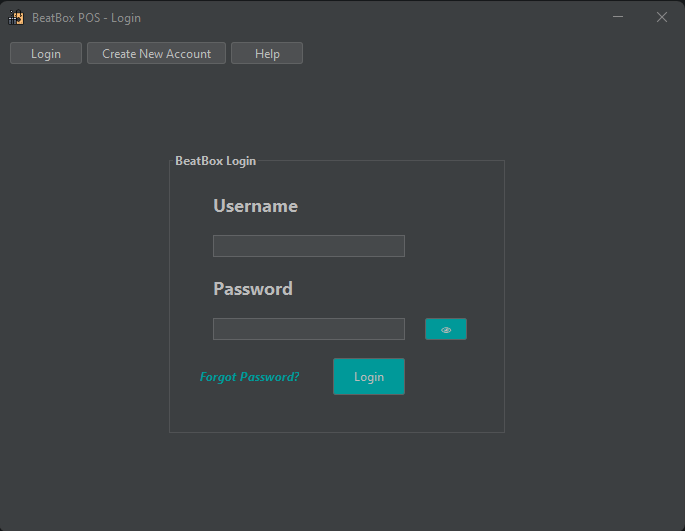 BeatBox POS - Login
Login Create New Account Help
BeatBox Login
Username
Password
Forgot Password? Login